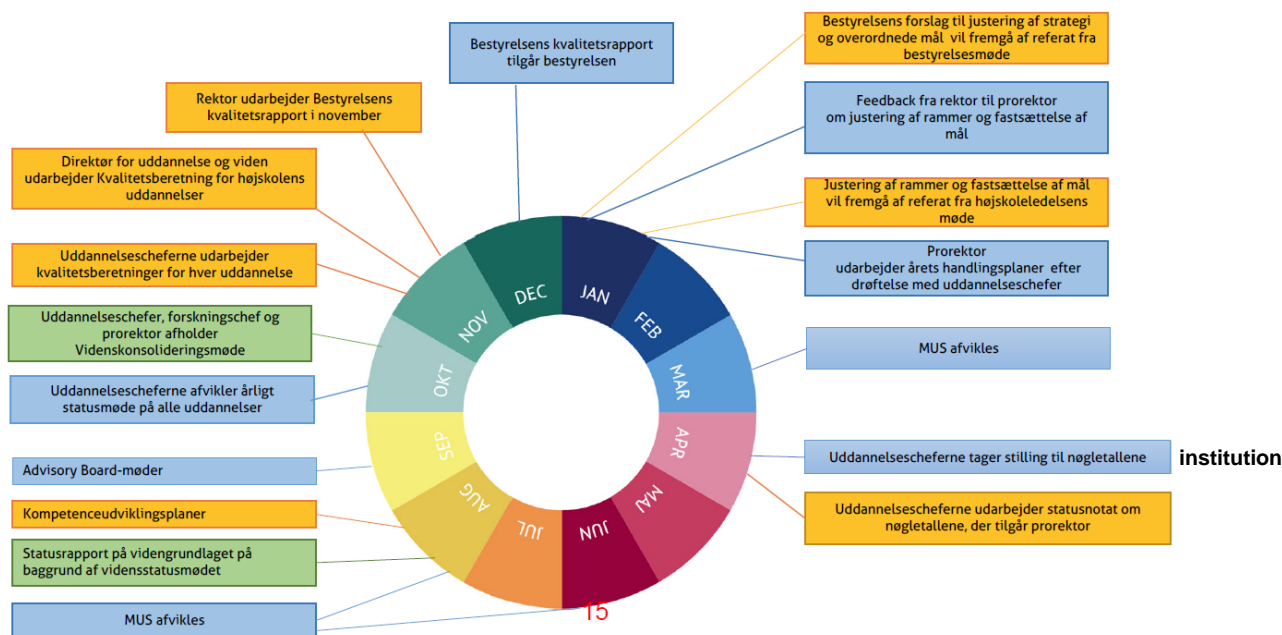 Bestyrelsens kvalitetsrapport
tilgår bestyrelsen
Bestyrelsens forslag til justering af strategi
og overordnede mål vil fremgå af referat fra
bestyrelsesmøde
Rektor udarbejder Bestyrelsens
kvalitetsrapport i november
Feedback fra rektor til prorektor
om justering af rammer og fastsættelse af
mål
Direktør for uddannelse og viden
udarbejder Kvalitetsberetning for højskolens
uddannelser
Justering af rammer og fastsættelse af mål
vil fremgå af referat fra højskoleledelsens
møde
Uddannelsescheferne udarbejder
kvalitetsberetninger for hver uddannelse
Prorektor
udarbejder årets handlingsplaner efter
drøftelse med uddannelseschefer
Uddannelseschefer, forskningschef og
prorektor afholder
Videnskonsolideringsmøde
MUS afvikles
Uddannelsescheferne afvikler årligt
statusmøde på alle uddannelser
Advisory Board-møder
Uddannelsescheferne tager stilling til nøgletallene
institution
Kompetenceudviklingsplaner
Uddannelsescheferne udarbejder statusnotat om
nøgletallene, der tilgår prorektor
Statusrapport på videngrundlaget på
baggrund af vidensstatusmødet
MUS afvikles
JAN
FEB
MAR
APR
MAJ
JUN
JUL
AUG
SEP
OKT
NOV
DEC
15